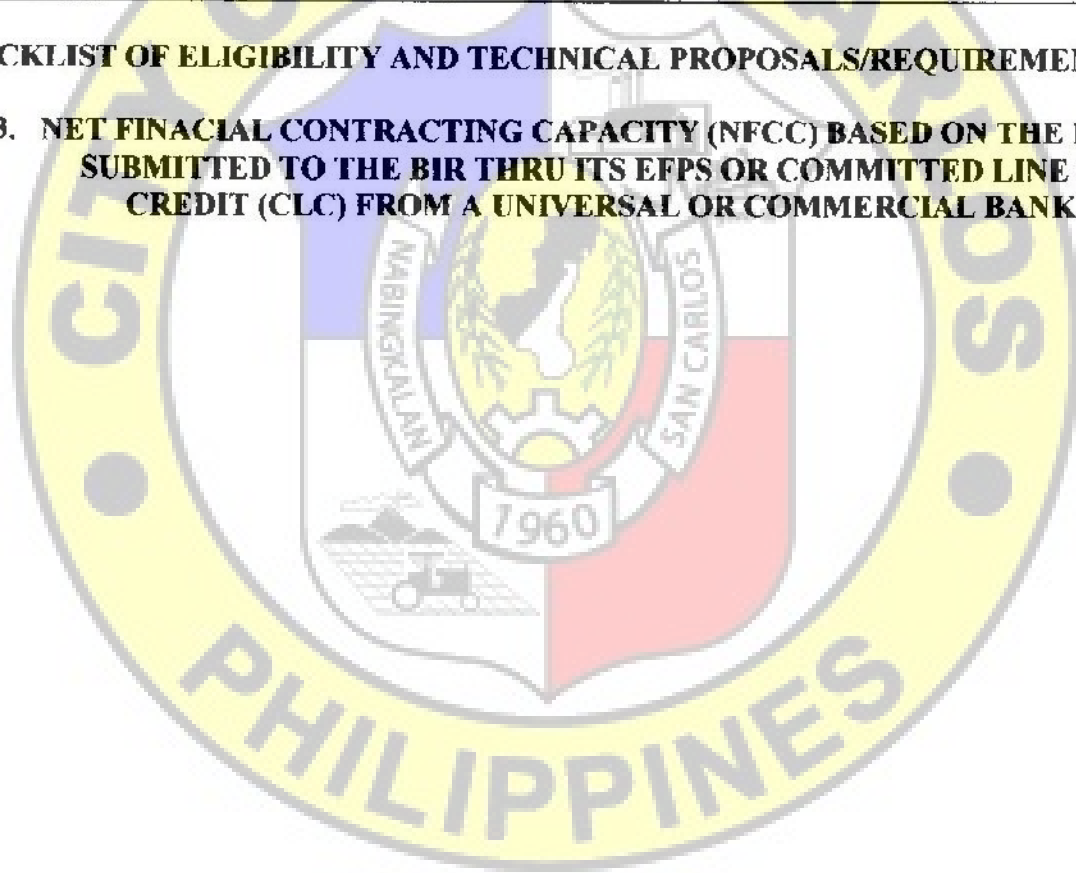 CKLIST OF ELIGIBILITY AND TECHNICAL PROPOSALS/REQUIREME
3. NET FINACIAL CONTRACTING CAPACITY (NFCC) BASED ON THE
SUBMITTED TO THE BIR THRU ITS EFPS OR COMMITTED LINE
CREDIT (CLC) FROM A UNIVERSAL OR COMMERCIAL BANK
CITY
ARLOS
NABINGKALAN
SAN CARLOS
1960
PHILIPPINES